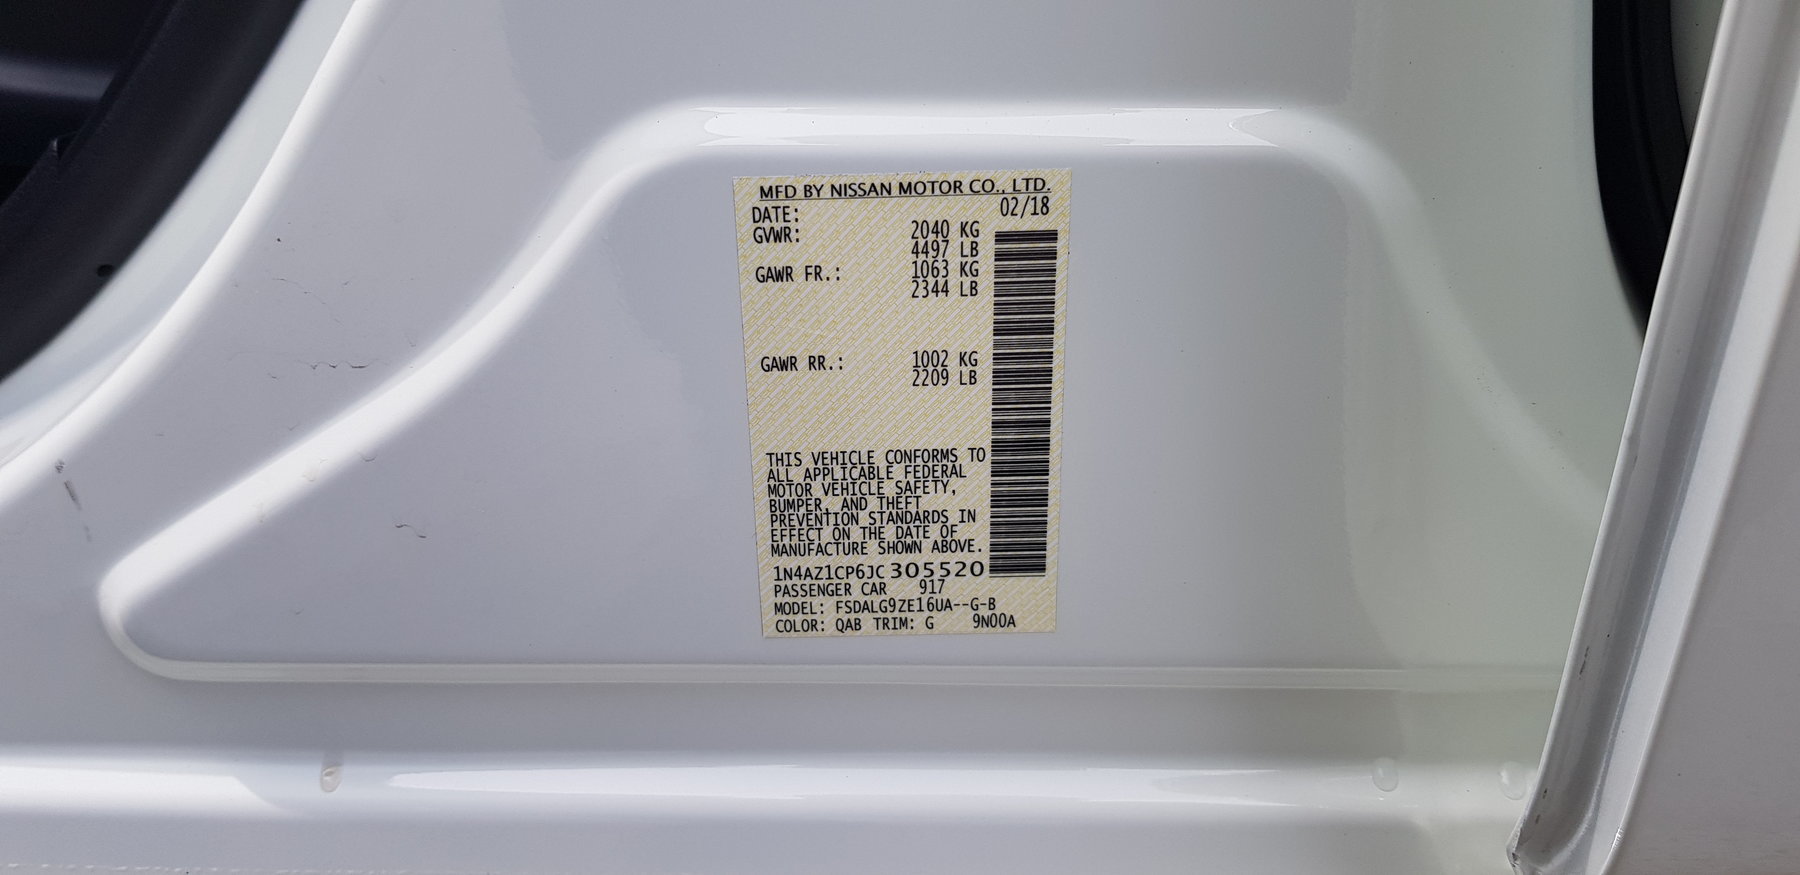 MFD BY NISSAN MOTOR CO., LTD.
DATE: 02/18
GVWR: 2040 KG
4497 LB
GAWR FR.: 1063 KG
2344 LB
GAWR RR.: 1002 KG
2209 LB
THIS VEHICLE CONFORMS TO
ALL APPLICABLE FEDERAL
MOTOR VEHICLE SAFETY,
BUMPER, AND THEFT
PREVENTION STANDARDS IN
EFFECT ON THE DATE OF
MANUFACTURE SHOWN ABOVE.
1N4AZ1CP6JC305520
PASSENGER CAR 917
MODEL: FSDALG9ZE16UA--G-B
COLOR: QAB TRIM: G 9N00A